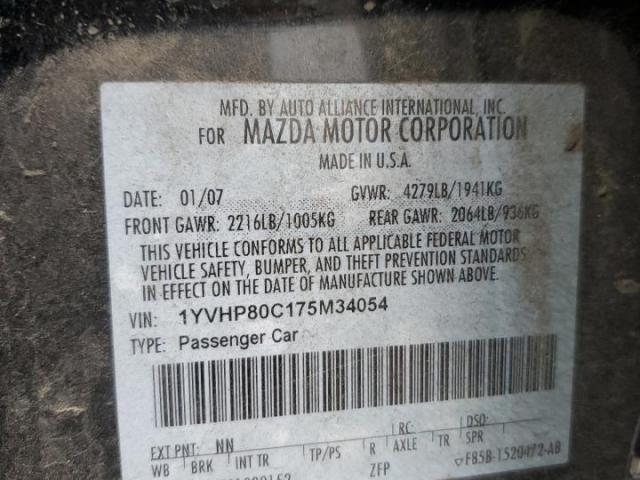 MFD. BY AUTO ALLIANCE INTERNATIONAL, INC.
FOR MAZDA MOTOR CORPORATION
MADE IN U.S.A.
DATE: 01/07 GVWR: 4279LB/1941KG
FRONT GAWR: 2216LB/1005KG REAR GAWR: 2064LB/936KG
THIS VEHICLE CONFORMS TO ALL APPLICABLE FEDERAL MOTOR
VEHICLE SAFETY, BUMPER, AND THEFT PREVENTION STANDARDS
IN EFFECT ON THE DATE OF MANUFACTURE SHOWN ABOVE.
VIN: 1YVHP80C175M34054
TYPE: Passenger Car
EXT PNT: NN LRC: DSO:
WB BRK INT TR TP/PS R AXLE TR SPR
ZFP F85B-1520472-AB